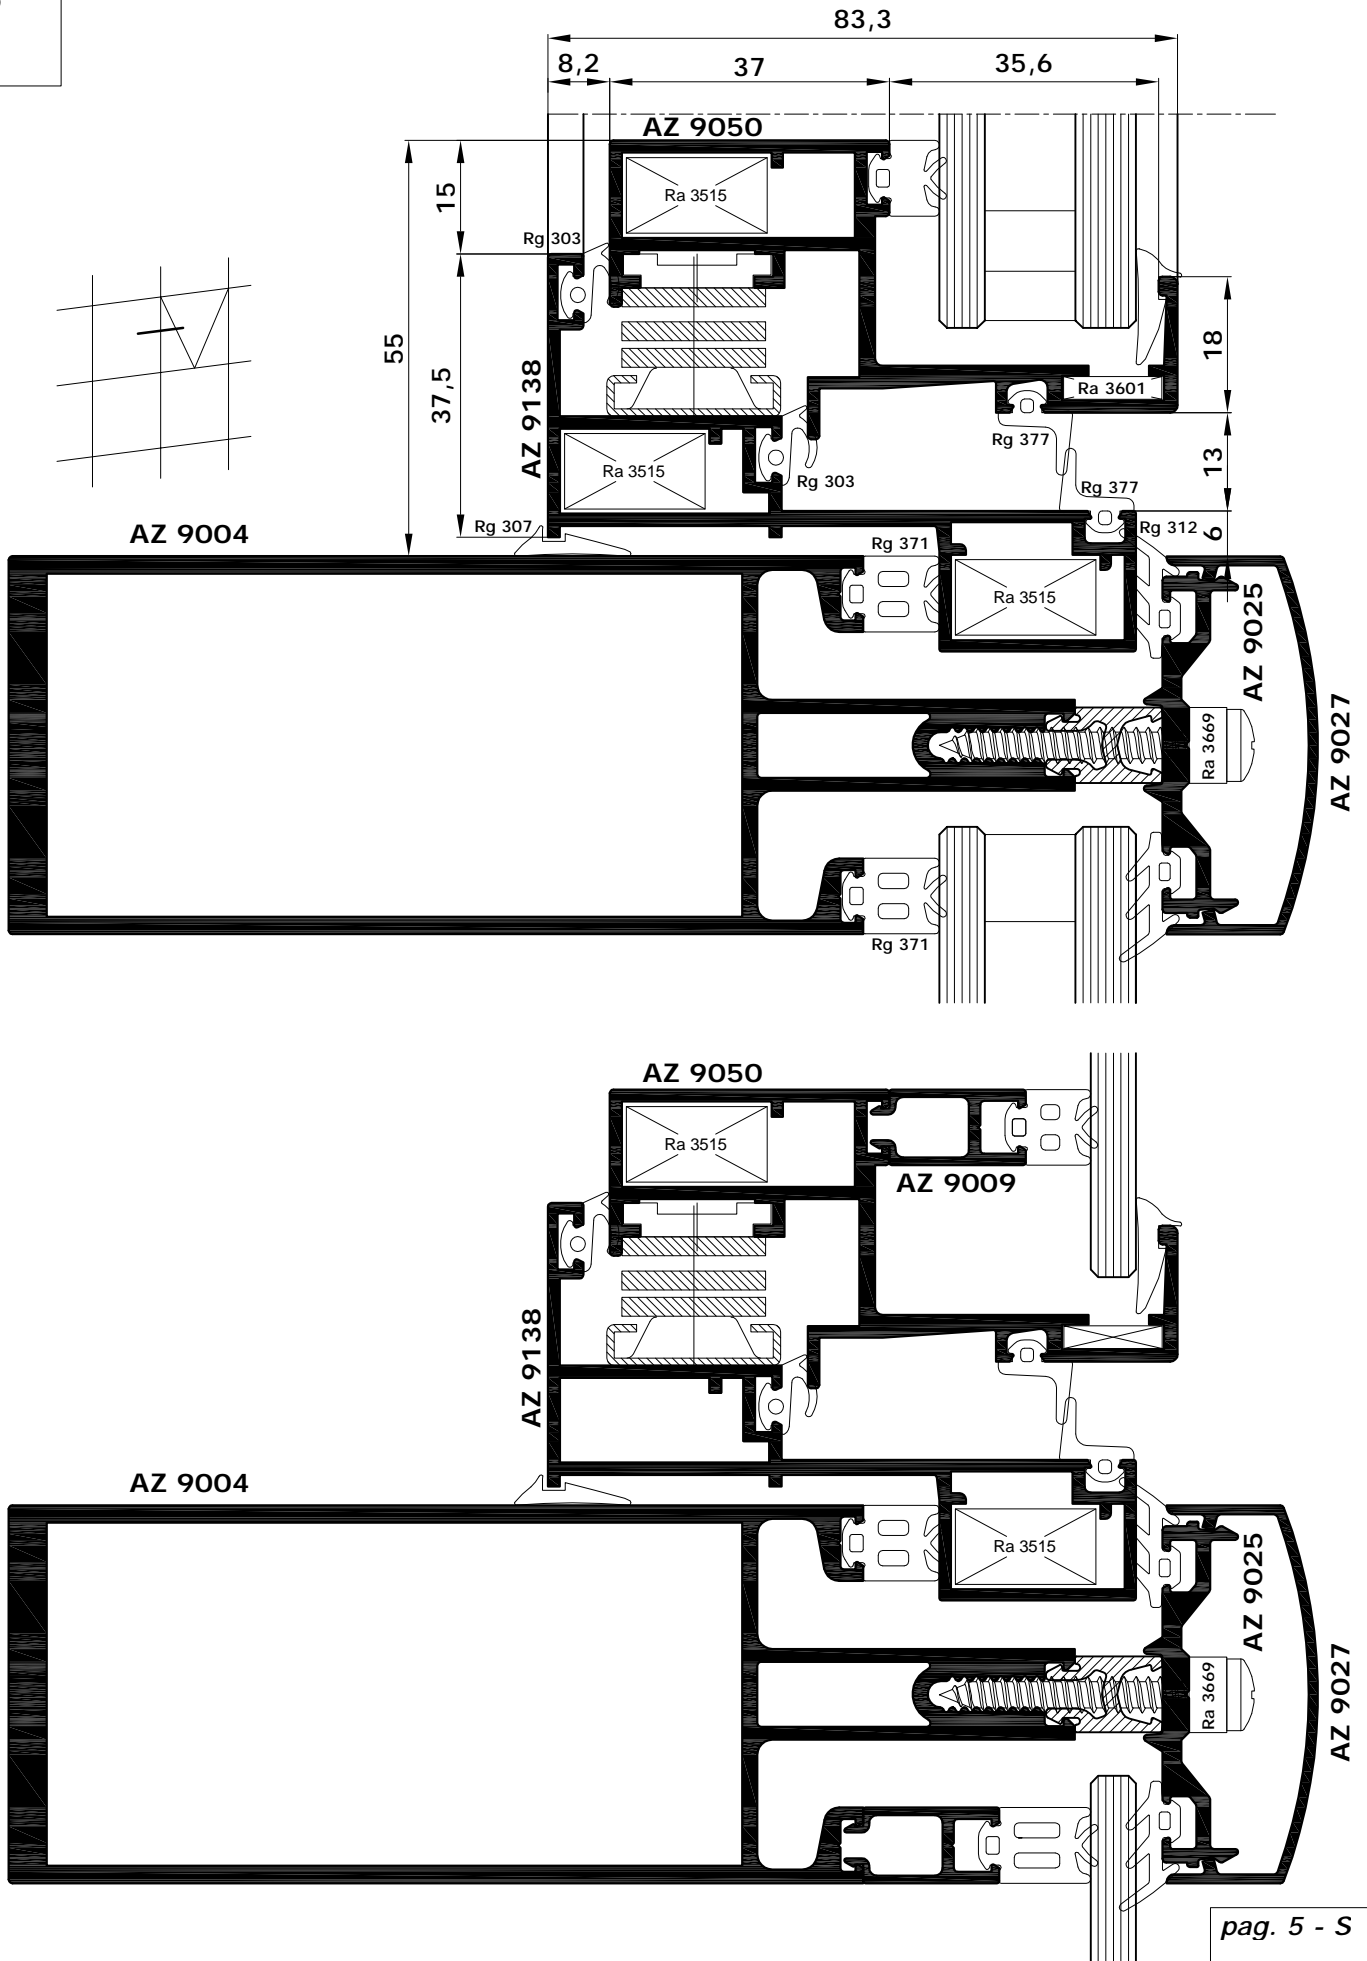 83,3
8,2 37 35,6
AZ 9050
15
Ra 3515
Rg 303
55
37,5
AZ 9138
18
Ra 3601
Rg 377
13
Ra 3515
Rg 303
Rg 377
Rg 307
Rg 312
6
AZ 9004
Rg 371
Ra 3515
AZ 9025
AZ 9027
Ra 3669
Rg 371
AZ 9050
Ra 3515
AZ 9009
AZ 9138
AZ 9004
Ra 3515
AZ 9025
AZ 9027
Ra 3669
pag. 5 - S